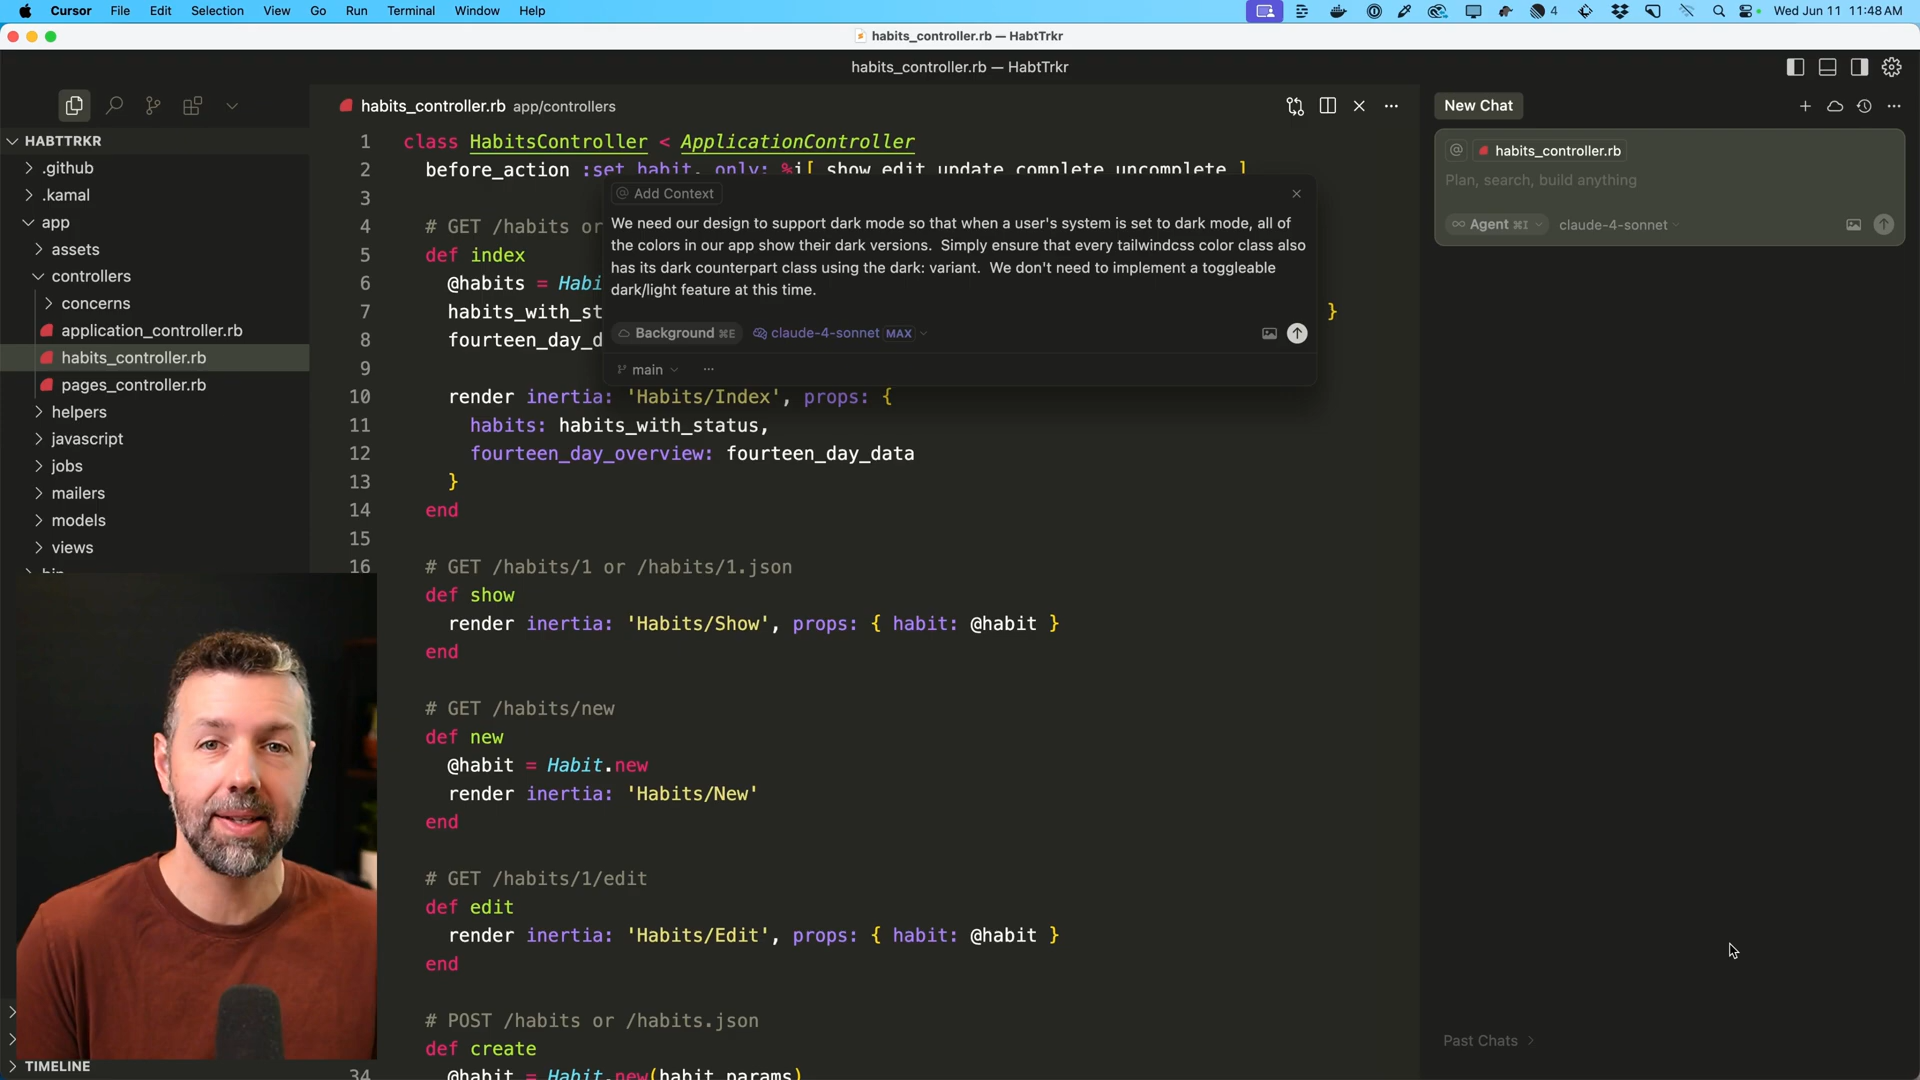 Cursor File Edit Selection View Go Run Terminal Window Help 4 Wed Jun 11 11:48 AM
habits_controller.rb — HabtTrkr
habits_controller.rb — HabtTrkr
HABTTRKR
.github
.kamal
app
assets
controllers
concerns
application_controller.rb
habits_controller.rb
pages_controller.rb
helpers
javascript
jobs
mailers
models
views
TIMELINE
habits_controller.rb app/controllers
1 class HabitsController < ApplicationController
2 before_action :set_habit, only: %i[ show edit update complete uncomplete ]
3
4 # GET /habits or
5 def index
6 @habits = Habi
7 habits_with_st }
8 fourteen_day_d
9
10 render inertia: 'Habits/Index', props: {
11 habits: habits_with_status,
12 fourteen_day_overview: fourteen_day_data
13 }
14 end
15
16 # GET /habits/1 or /habits/1.json
def show
render inertia: 'Habits/Show', props: { habit: @habit }
end
# GET /habits/new
def new
@habit = Habit.new
render inertia: 'Habits/New'
end
# GET /habits/1/edit
def edit
render inertia: 'Habits/Edit', props: { habit: @habit }
end
# POST /habits or /habits.json
def create
34 @habit = Habit.new(habit_params)
@ Add Context
We need our design to support dark mode so that when a user's system is set to dark mode, all of
the colors in our app show their dark versions. Simply ensure that every tailwindcss color class also
has its dark counterpart class using the dark: variant. We don't need to implement a toggleable
dark/light feature at this time.
Background ⌘E claude-4-sonnet MAX
main ...
New Chat
@ habits_controller.rb
Plan, search, build anything
∞ Agent ⌘I claude-4-sonnet
Past Chats